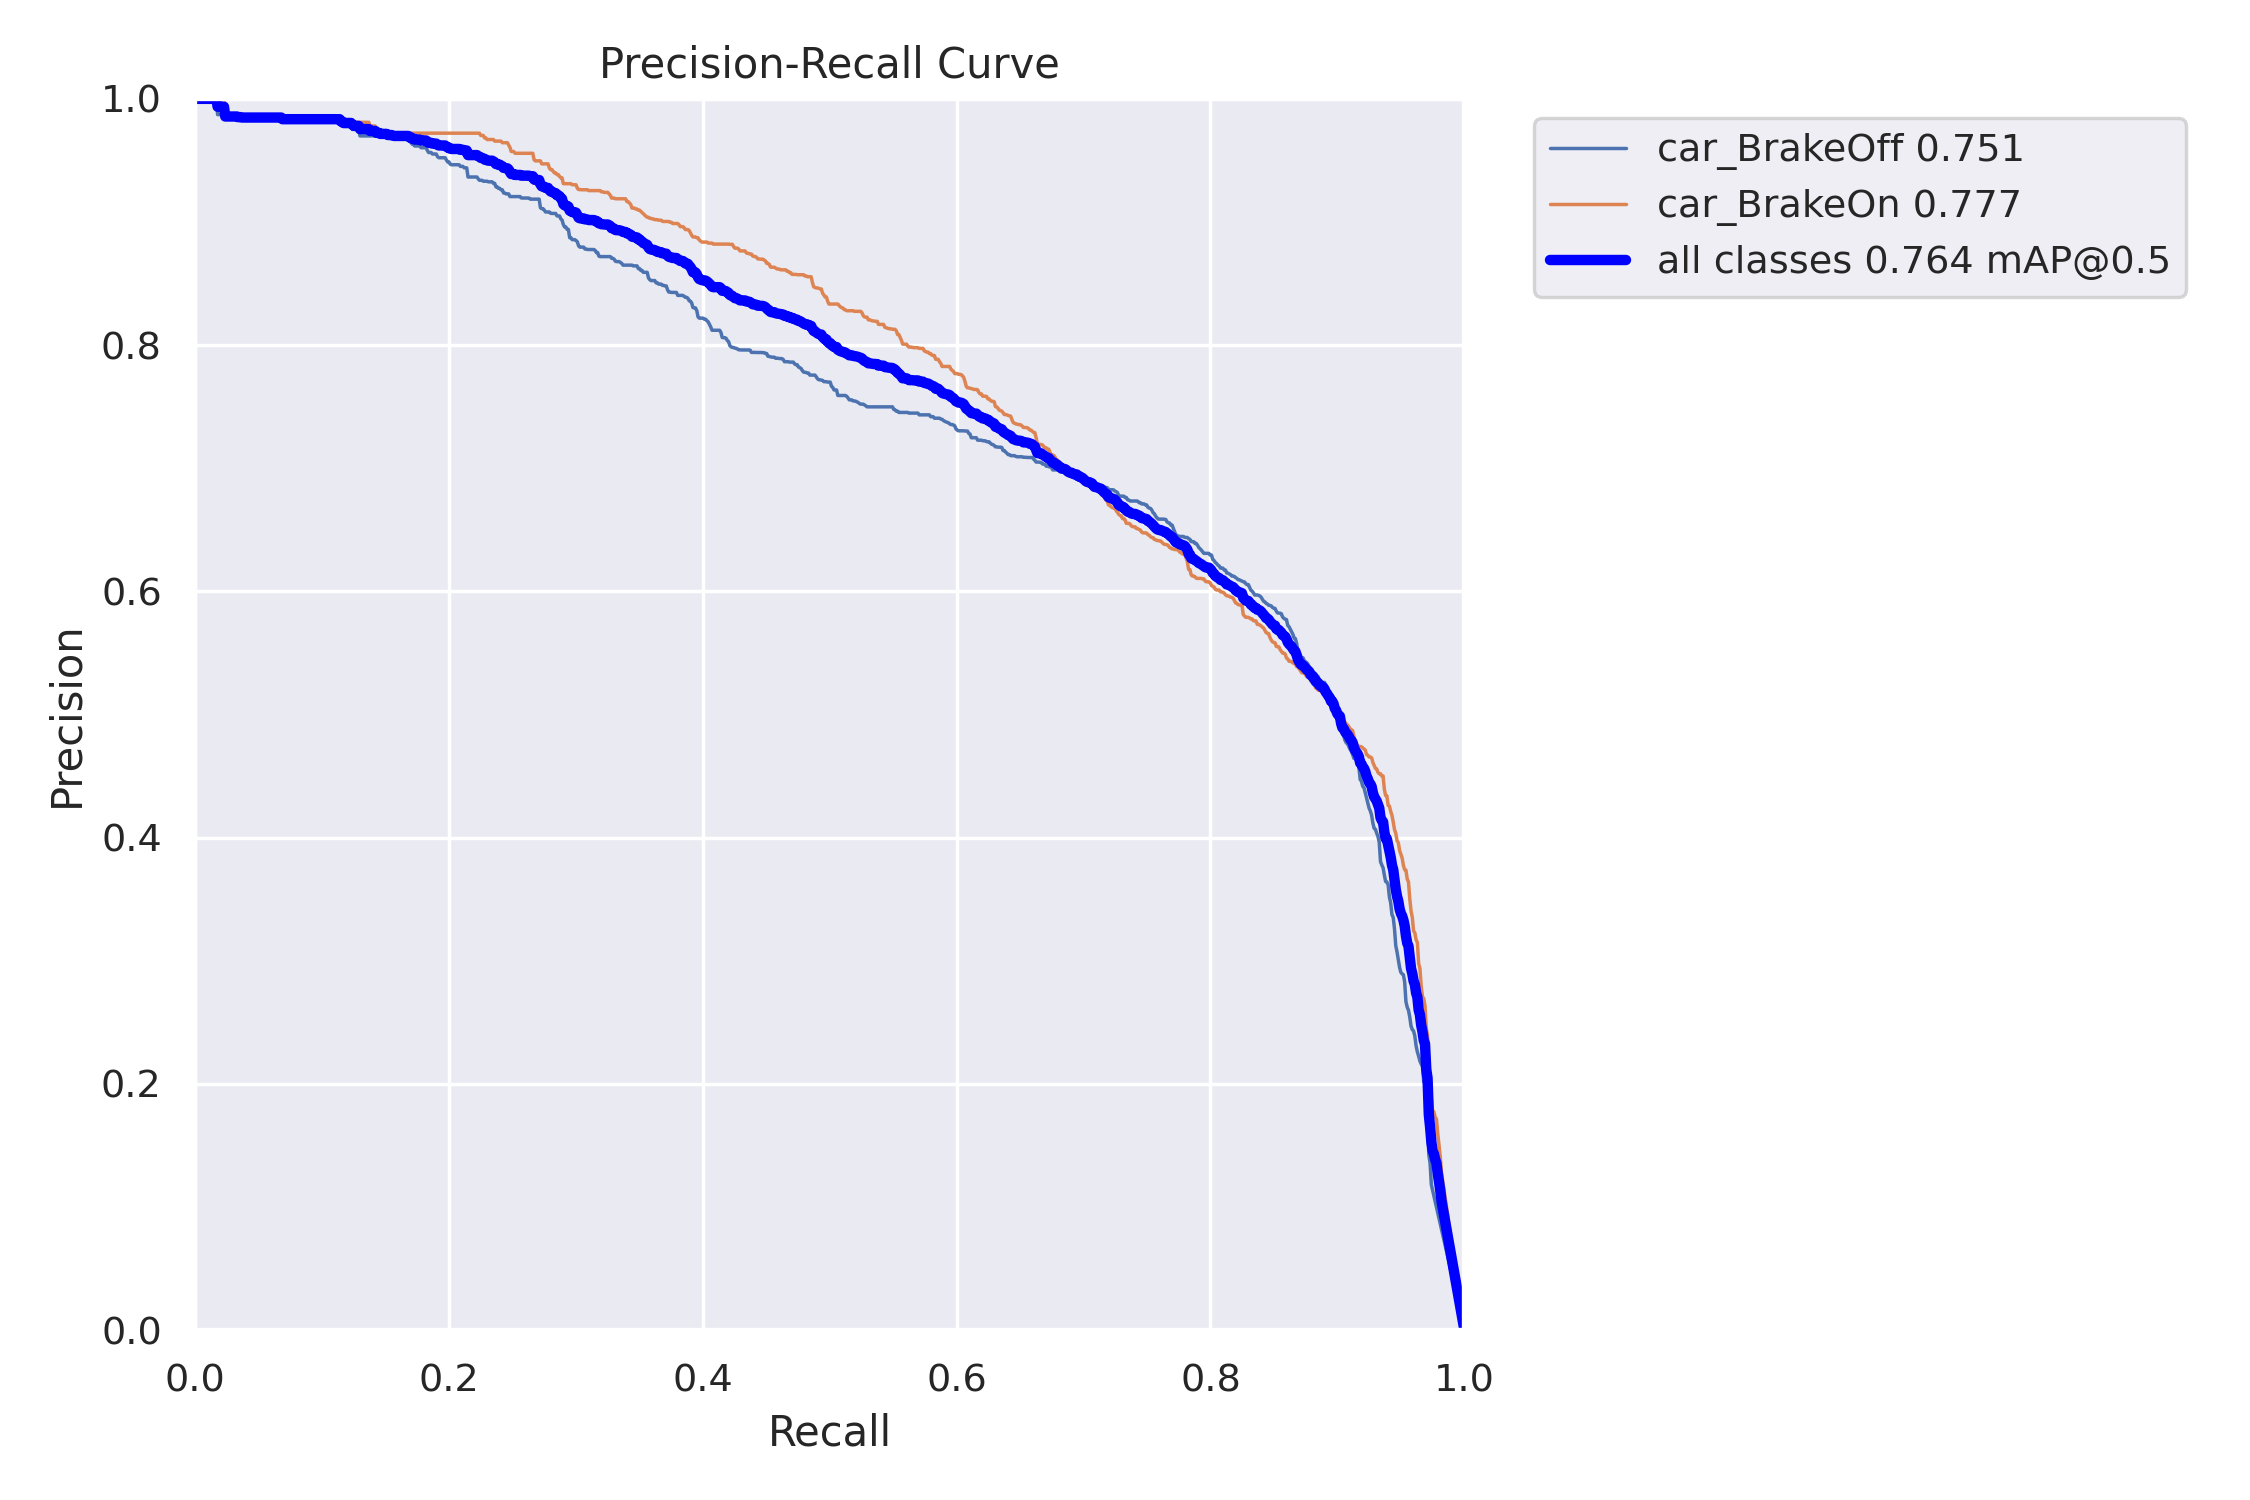 Precision-Recall Curve
1.0
0.8
0.6
0.4
0.2
0.0
Precision
0.0 0.2 0.4 0.6 0.8 1.0
Recall
car_BrakeOff 0.751
car_BrakeOn 0.777
all classes 0.764 mAP@0.5